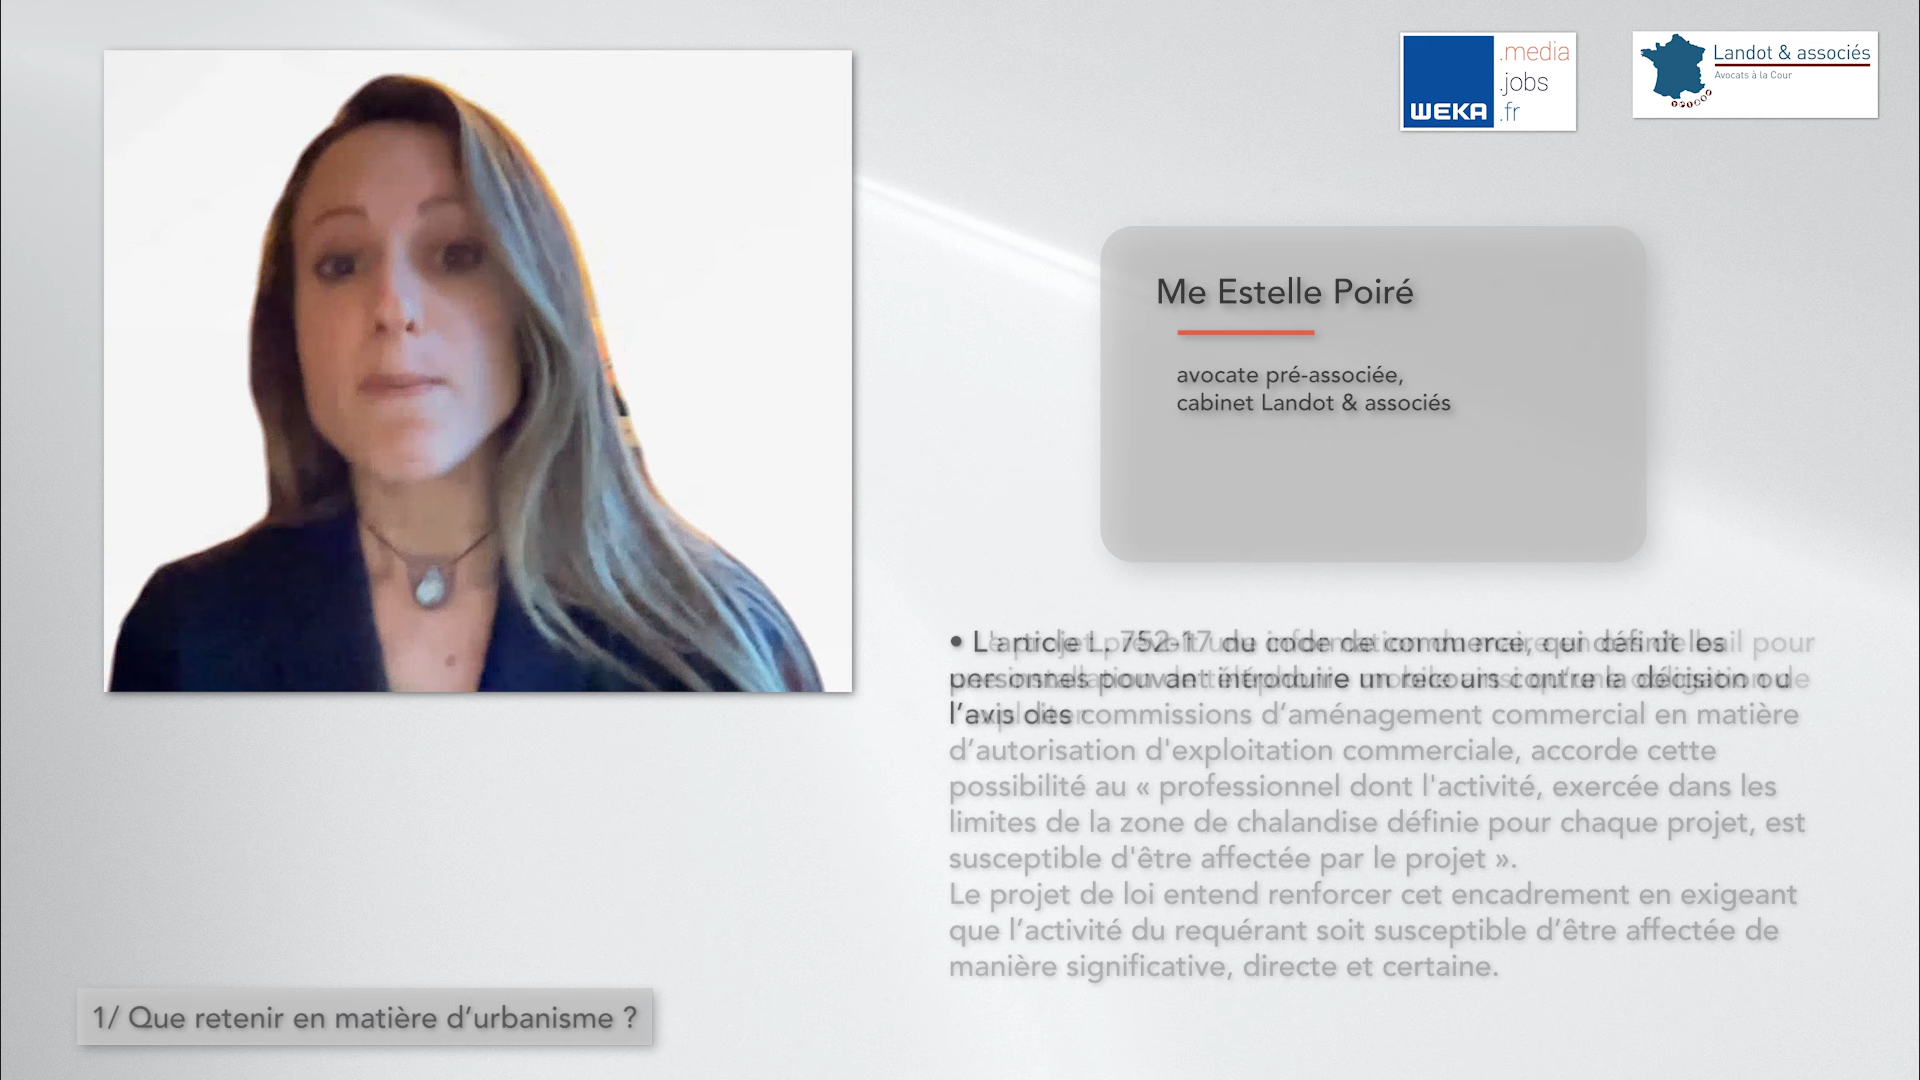 WEKA
.media
.jobs
.fr
Landot & associés
Avocats à la Cour
Me Estelle Poiré
avocate pré-associée,
cabinet Landot & associés
• L'article L. 752-17 du code de commerce, qui définit les
personnes pouvant introduire un recours contre la décision ou
l’avis des commissions d’aménagement commercial en matière
d’autorisation d'exploitation commerciale, accorde cette
possibilité au « professionnel dont l'activité, exercée dans les
limites de la zone de chalandise définie pour chaque projet, est
susceptible d'être affectée par le projet ».
Le projet de loi entend renforcer cet encadrement en exigeant
que l’activité du requérant soit susceptible d’être affectée de
manière significative, directe et certaine.
1/ Que retenir en matière d’urbanisme ?